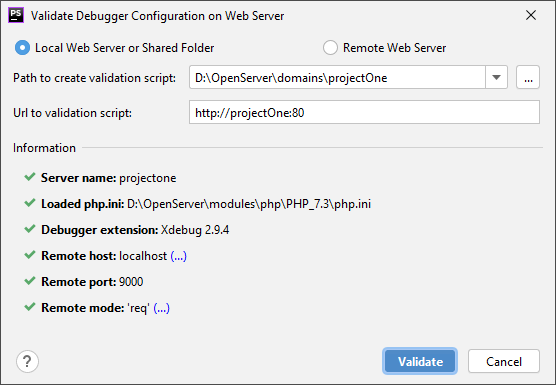 PS Validate Debugger Configuration on Web Server
Local Web Server or Shared Folder Remote Web Server
Path to create validation script: D:\OpenServer\domains\projectOne ...
Url to validation script: http://projectOne:80
Information
Server name: projectone
Loaded php.ini: D:\OpenServer\modules\php\PHP_7.3\php.ini
Debugger extension: Xdebug 2.9.4
Remote host: localhost (...)
Remote port: 9000
Remote mode: 'req' (...)
? Validate Cancel